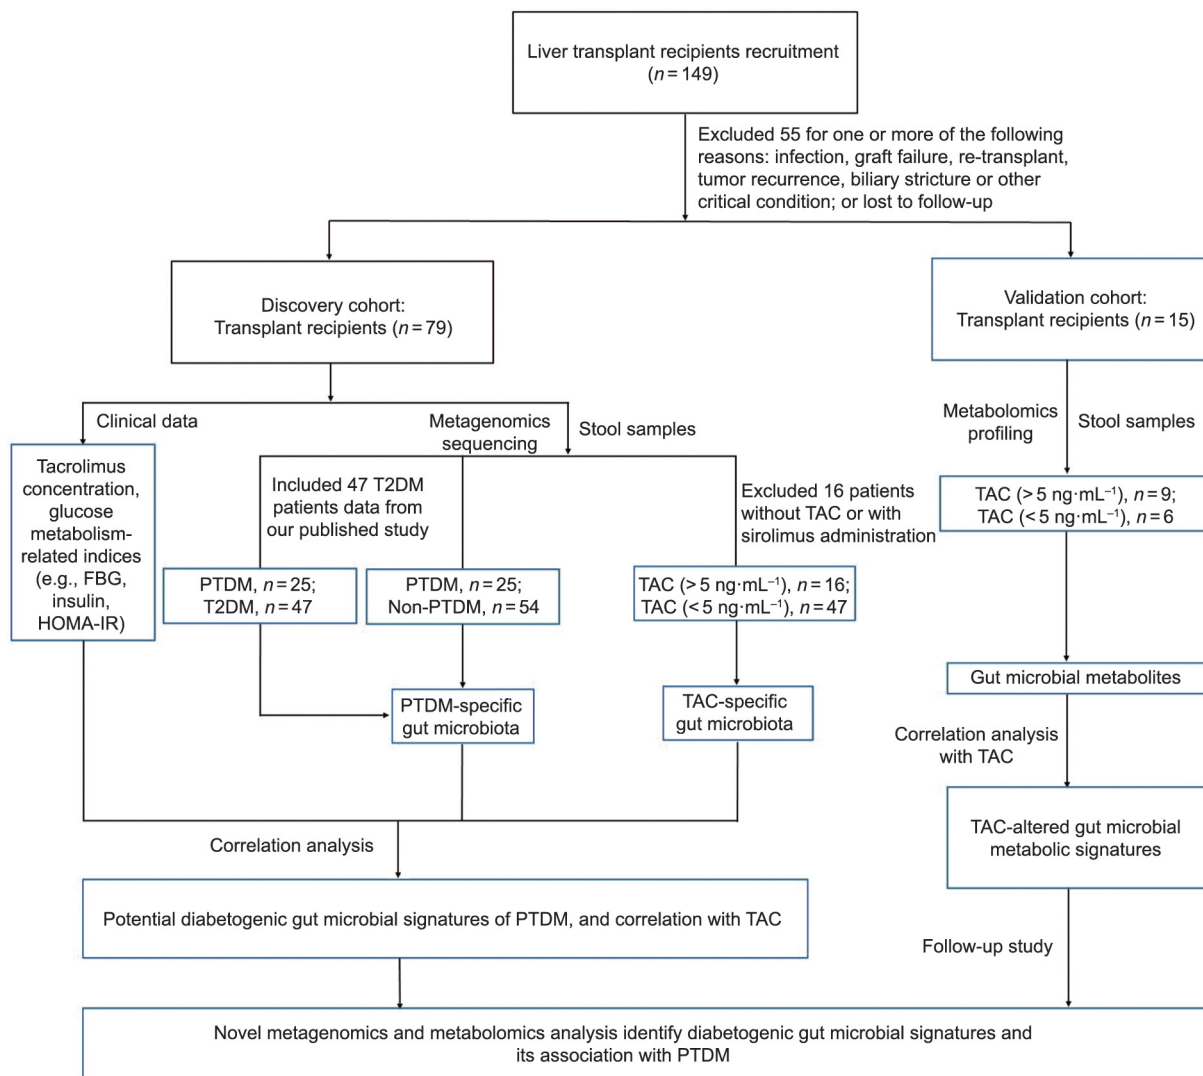 Liver transplant recipients recruitment
(n = 149)
Excluded 55 for one or more of the following
reasons: infection, graft failure, re-transplant,
tumor recurrence, biliary stricture or other
critical condition; or lost to follow-up
Discovery cohort:
Transplant recipients (n = 79)
Validation cohort:
Transplant recipients (n = 15)
Clinical data
Metagenomics
sequencing
Stool samples
Metabolomics
profiling
Stool samples
Tacrolimus
concentration,
glucose
metabolism-
related indices
(e.g., FBG,
insulin,
HOMA-IR)
Included 47 T2DM
patients data from
our published study
Excluded 16 patients
without TAC or with
sirolimus administration
TAC (> 5 ng·mL⁻¹), n = 9;
TAC (< 5 ng·mL⁻¹), n = 6
PTDM, n = 25;
T2DM, n = 47
PTDM, n = 25;
Non-PTDM, n = 54
TAC (> 5 ng·mL⁻¹), n = 16;
TAC (< 5 ng·mL⁻¹), n = 47
Gut microbial metabolites
PTDM-specific
gut microbiota
TAC-specific
gut microbiota
Correlation analysis
with TAC
Correlation analysis
TAC-altered gut microbial
metabolic signatures
Potential diabetogenic gut microbial signatures of PTDM, and correlation with TAC
Follow-up study
Novel metagenomics and metabolomics analysis identify diabetogenic gut microbial signatures and
its association with PTDM